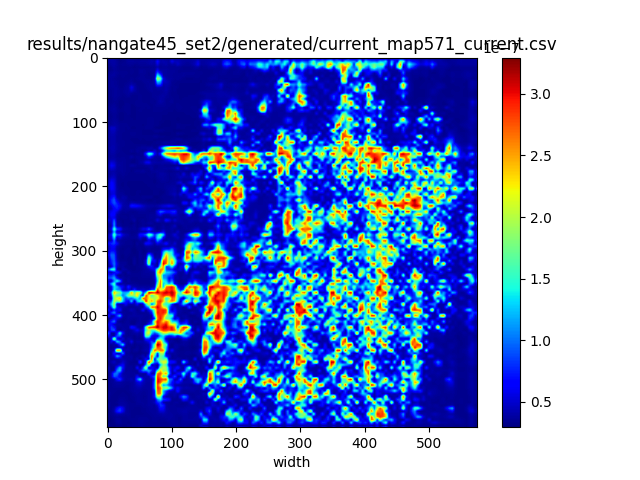 results/nangate45_set2/generated/current_map571_current.csv
1e−7
0
100
200
300
400
500
height
0 100 200 300 400 500
width
3.0
2.5
2.0
1.5
1.0
0.5